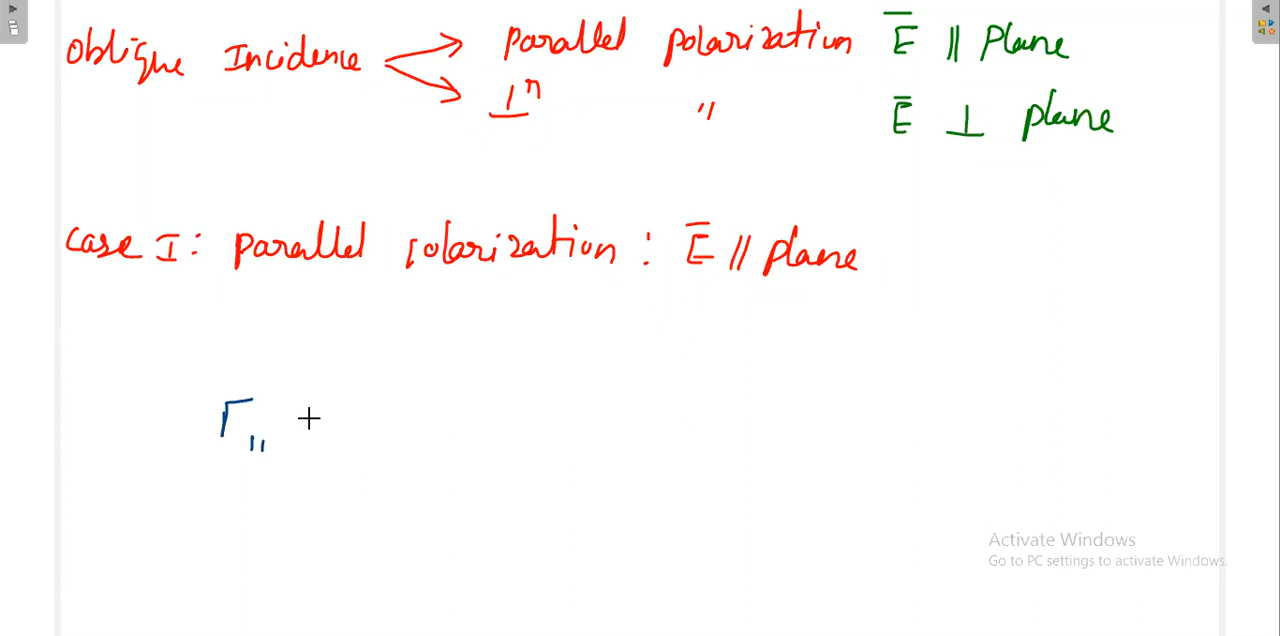 Oblique Incidence parallel polarization E̅ ∥ Plane
⊥ⁿ " E̅ ⊥ plane
Case I: parallel polarization: E̅ // plane
Γ,,
Activate Windows
Go to PC settings to activate Windows.